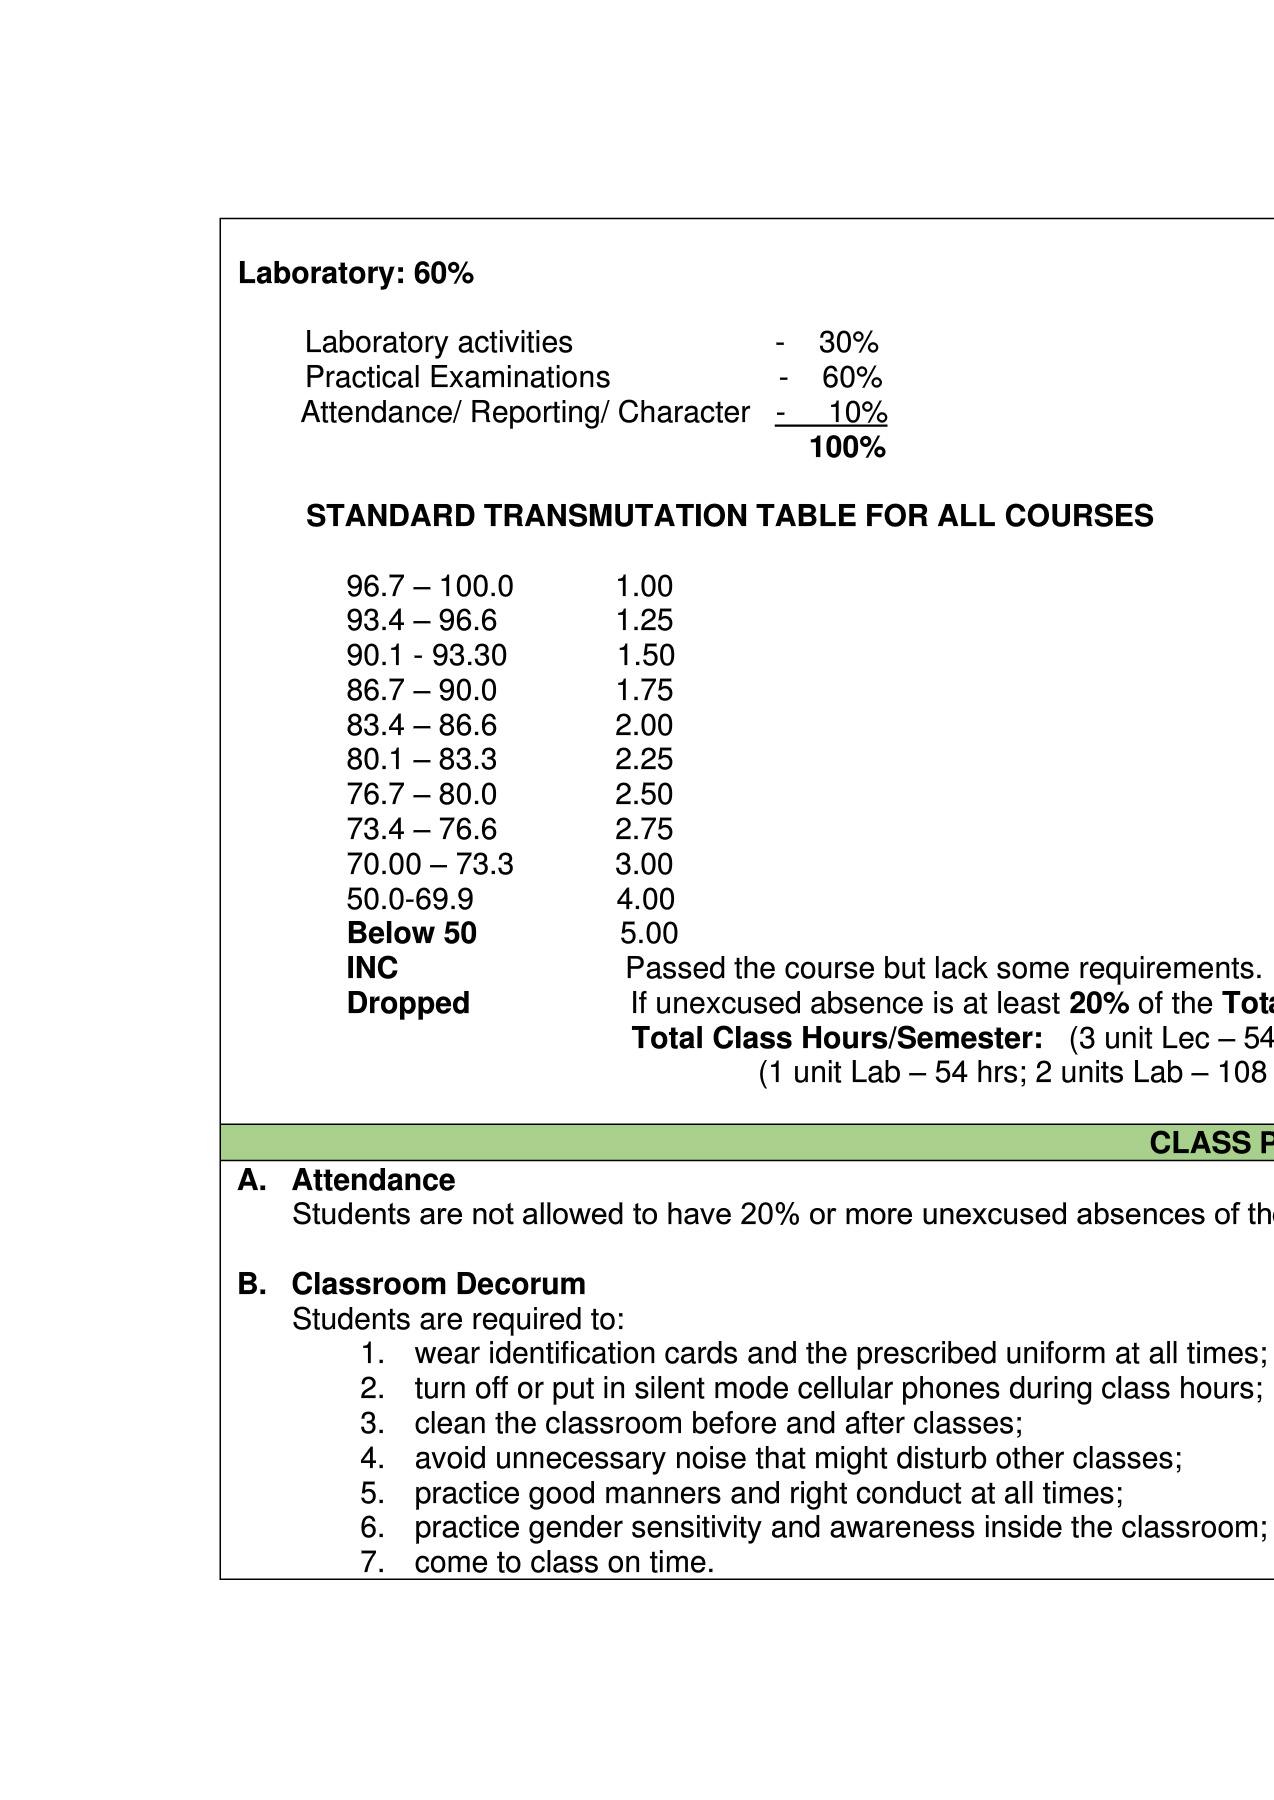 Laboratory: 60%
Laboratory activities - 30%
Practical Examinations - 60%
Attendance/ Reporting/ Character - 10%
100%
STANDARD TRANSMUTATION TABLE FOR ALL COURSES
96.7 – 100.0 1.00
93.4 – 96.6 1.25
90.1 - 93.30 1.50
86.7 – 90.0 1.75
83.4 – 86.6 2.00
80.1 – 83.3 2.25
76.7 – 80.0 2.50
73.4 – 76.6 2.75
70.00 – 73.3 3.00
50.0-69.9 4.00
Below 50 5.00
INC Passed the course but lack some requirements.
Dropped If unexcused absence is at least 20% of the
Total Class Hours/Semester: (3 unit Lec – 54
(1 unit Lab – 54 hrs; 2 units Lab – 108
CLASS
A. Attendance
Students are not allowed to have 20% or more unexcused absences of
B. Classroom Decorum
Students are required to:
1. wear identification cards and the prescribed uniform at all times;
2. turn off or put in silent mode cellular phones during class hours;
3. clean the classroom before and after classes;
4. avoid unnecessary noise that might disturb other classes;
5. practice good manners and right conduct at all times;
6. practice gender sensitivity and awareness inside the classroom;
7. come to class on time.